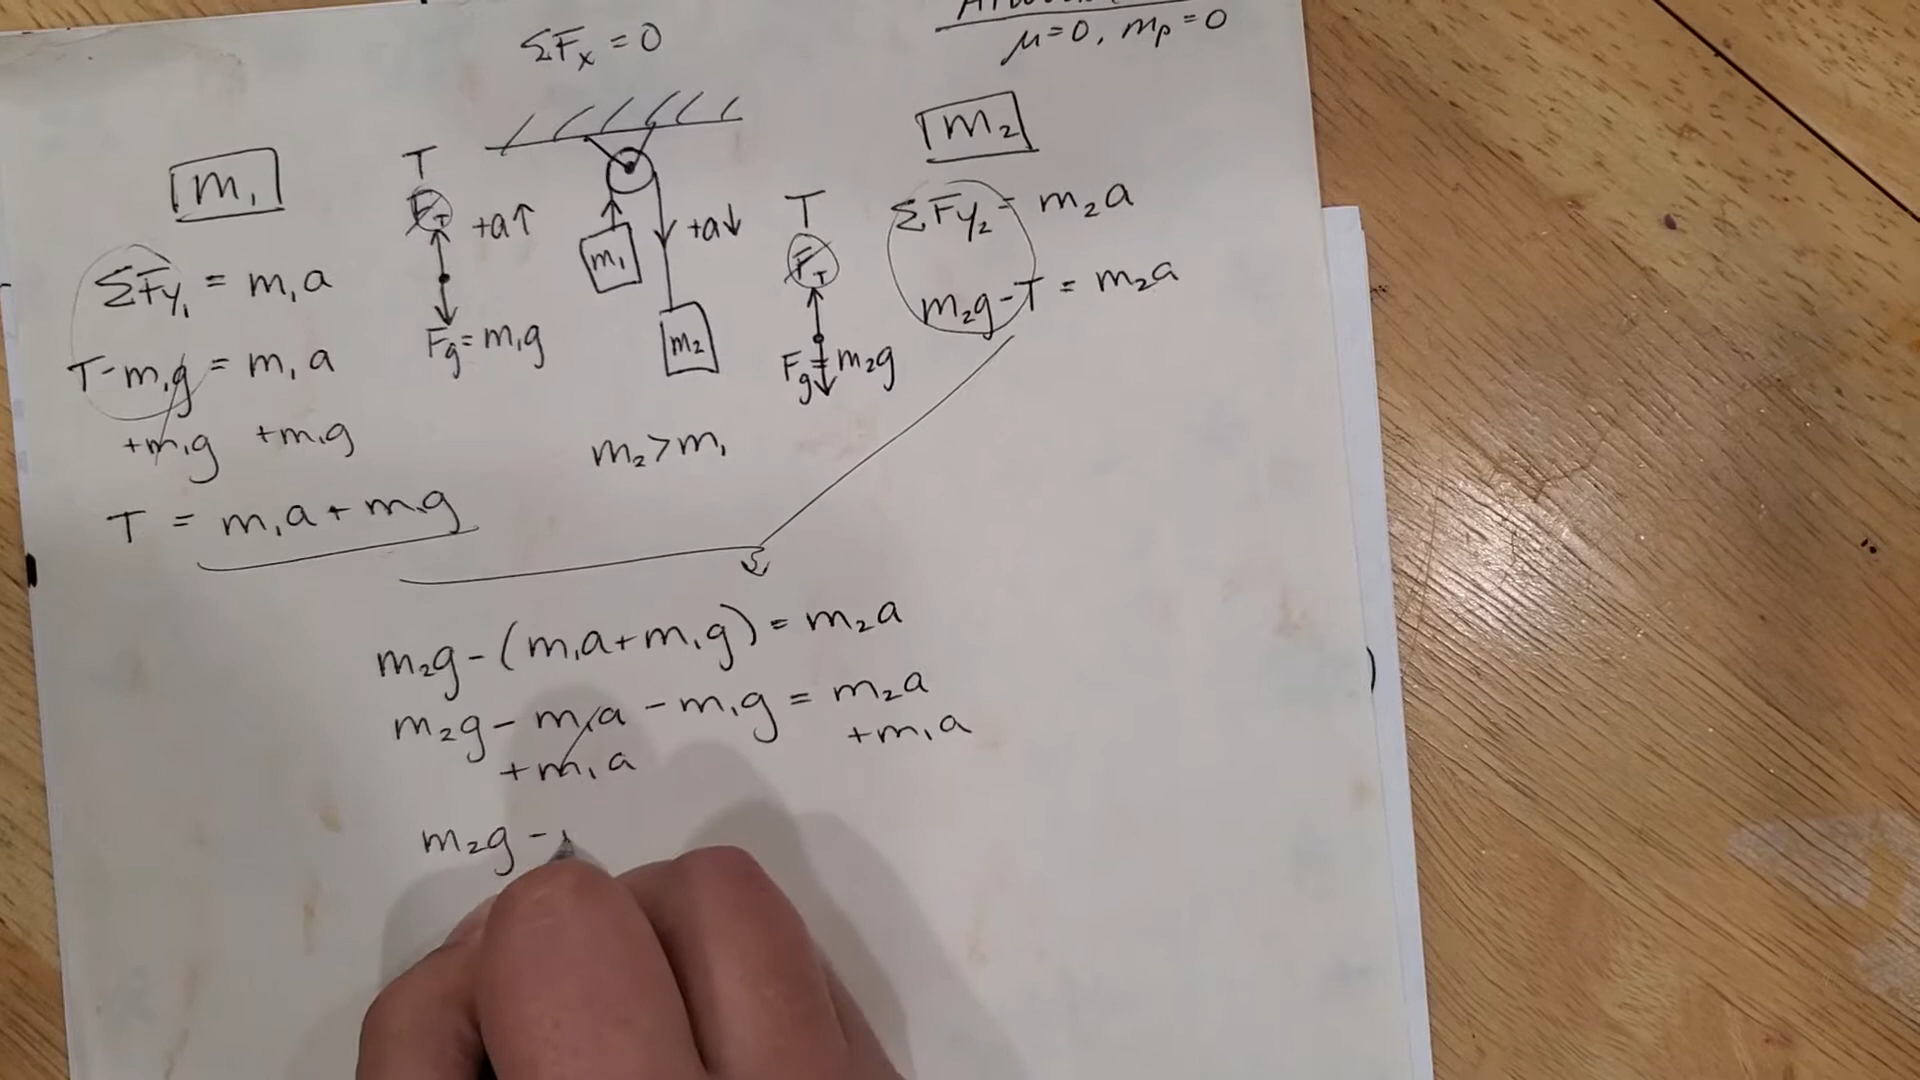 ΣFₓ = 0
μ=0, mₚ=0
m₁
ΣFy₁ = m₁a
T - m₁g = m₁a
+m₁g +m₁g
T = m₁a + m₁g
T
F_T
+a↑
Fg = m₁g
m₁
+a↓
m₂
m₂ > m₁
T
F_T
Fg = m₂g
m₂
ΣFy₂ = m₂a
m₂g - T = m₂a
m₂g - (m₁a + m₁g) = m₂a
m₂g - m₁a - m₁g = m₂a
+m₁a +m₁a
m₂g -